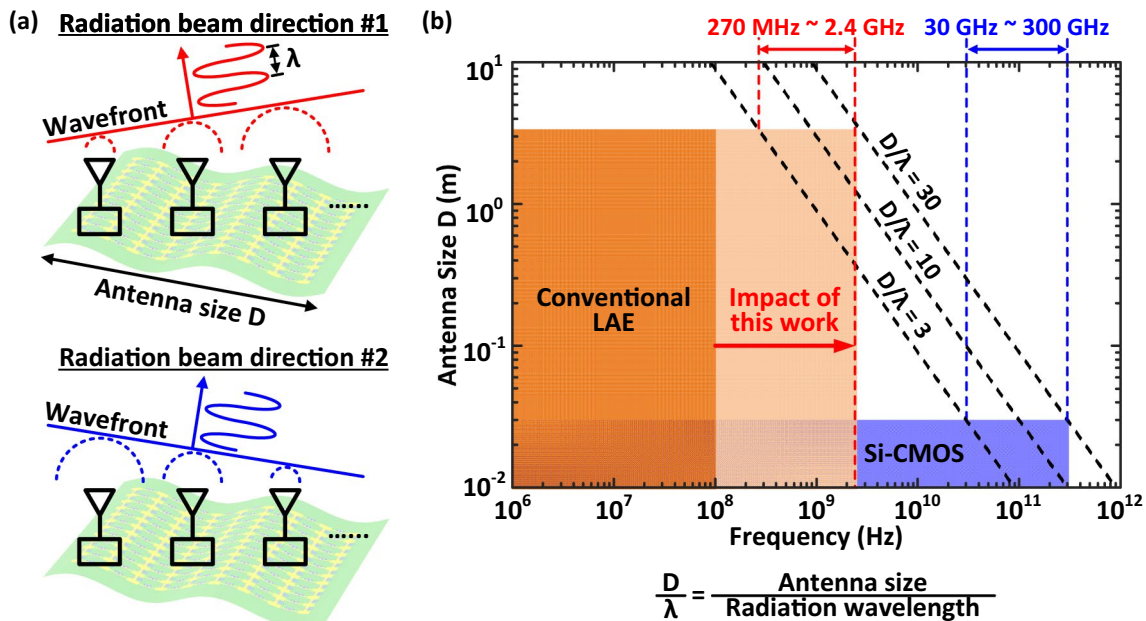 (a)
Radiation beam direction #1
λ
Wavefront
......
Antenna size D
Radiation beam direction #2
Wavefront
......
(b)
270 MHz ~ 2.4 GHz
30 GHz ~ 300 GHz
10¹
10⁰
10⁻¹
10⁻²
Antenna Size D (m)
D/λ = 30
D/λ = 10
D/λ = 3
Conventional
LAE
Impact of
this work
Si-CMOS
10⁶ 10⁷ 10⁸ 10⁹ 10¹⁰ 10¹¹ 10¹²
Frequency (Hz)
D/λ = Antenna size / Radiation wavelength